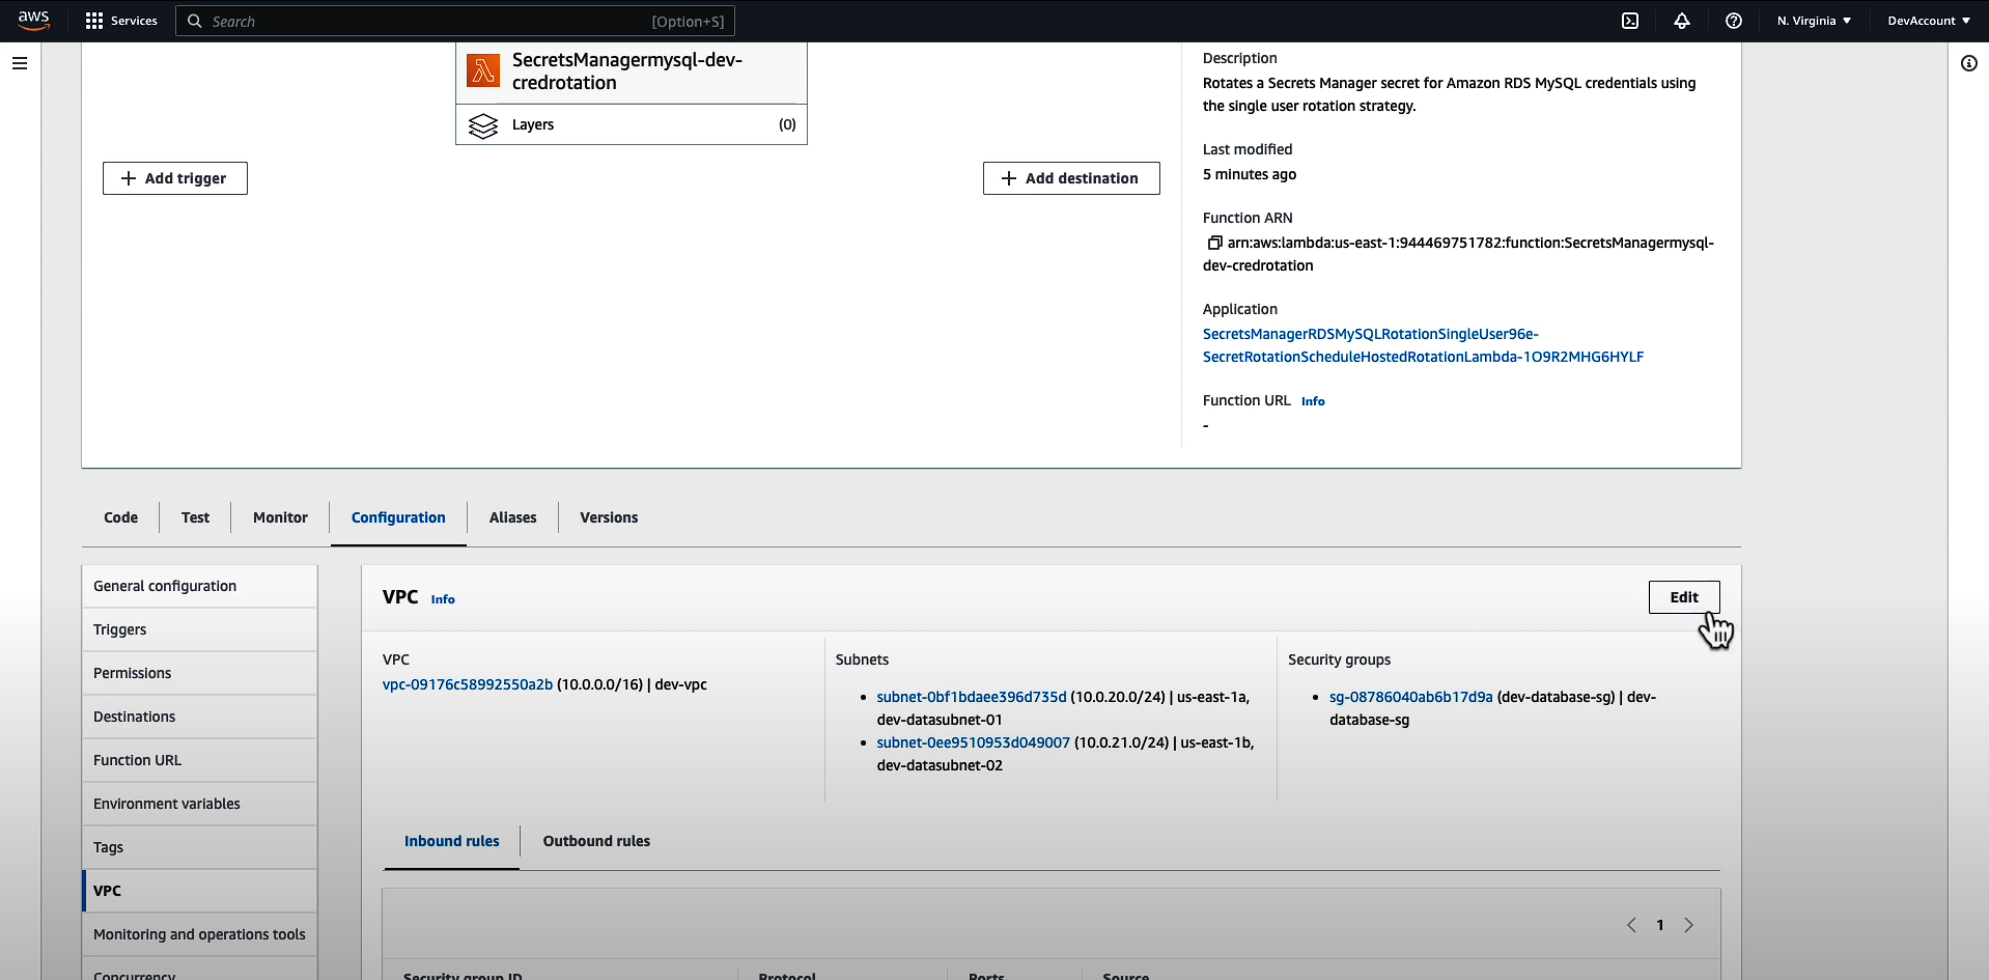 aws
Services
Search
[Option+S]
N. Virginia
DevAccount
SecretsManagermysql-dev-
credrotation
Layers
(0)
Add trigger
Add destination
Description
Rotates a Secrets Manager secret for Amazon RDS MySQL credentials using
the single user rotation strategy.
Last modified
5 minutes ago
Function ARN
arn:aws:lambda:us-east-1:944469751782:function:SecretsManagermysql-
dev-credrotation
Application
SecretsManagerRDSMySQLRotationSingleUser96e-
SecretRotationScheduleHostedRotationLambda-1O9R2MHG6HYLF
Function URL Info
-
Code
Test
Monitor
Configuration
Aliases
Versions
General configuration
Triggers
Permissions
Destinations
Function URL
Environment variables
Tags
VPC
Monitoring and operations tools
Concurrency
VPC Info
Edit
VPC
vpc-09176c58992550a2b (10.0.0.0/16) | dev-vpc
Subnets
• subnet-0bf1bdaee396d735d (10.0.20.0/24) | us-east-1a,
dev-datasubnet-01
• subnet-0ee9510953d049007 (10.0.21.0/24) | us-east-1b,
dev-datasubnet-02
Security groups
• sg-08786040ab6b17d9a (dev-database-sg) | dev-
database-sg
Inbound rules
Outbound rules
1
Security group ID
Protocol
Ports
Source